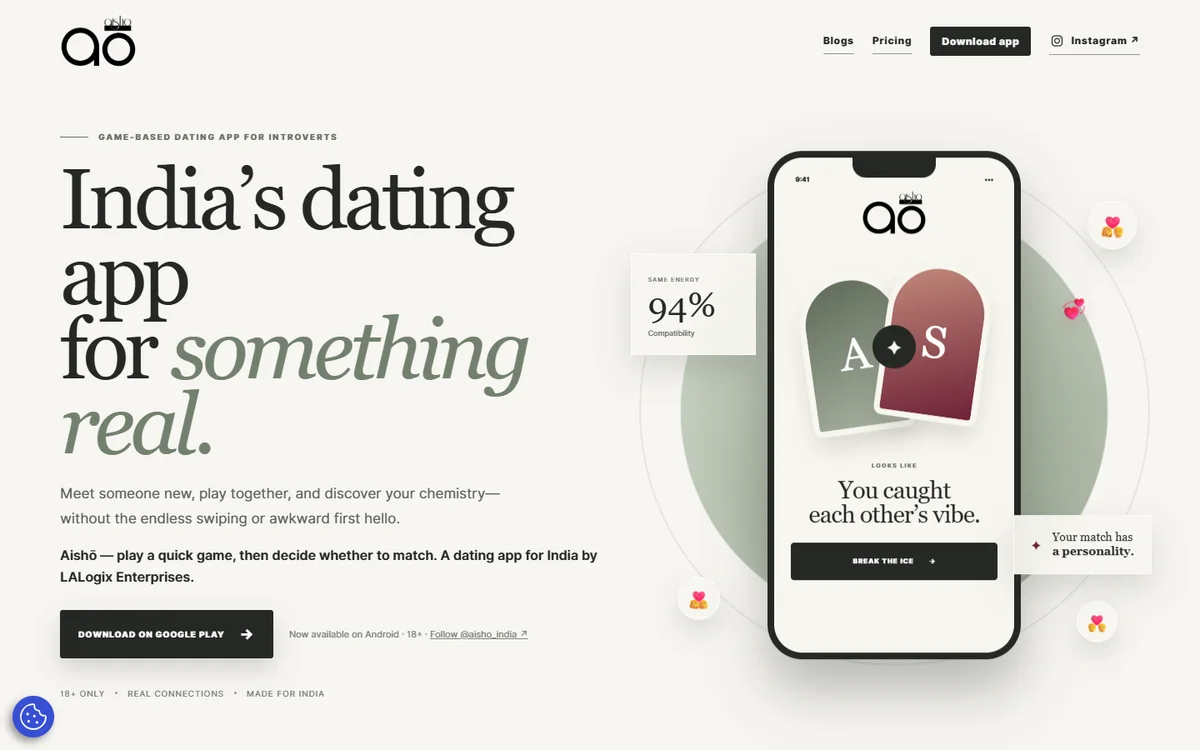 aisho
aō
Blogs
Pricing
Download app
Instagram ↗
GAME-BASED DATING APP FOR INTROVERTS
India’s dating
app
for something
real.
Meet someone new, play together, and discover your chemistry—
without the endless swiping or awkward first hello.
Aishō — play a quick game, then decide whether to match. A dating app for India by
LALogix Enterprises.
DOWNLOAD ON GOOGLE PLAY →
Now available on Android · 18+ · Follow @aisho_india ↗
18+ ONLY • REAL CONNECTIONS • MADE FOR INDIA
SAME ENERGY
94%
Compatibility
9:41
aisho
aō
A
S
LOOKS LIKE
You caught
each other’s vibe.
BREAK THE ICE →
Your match has
a personality.